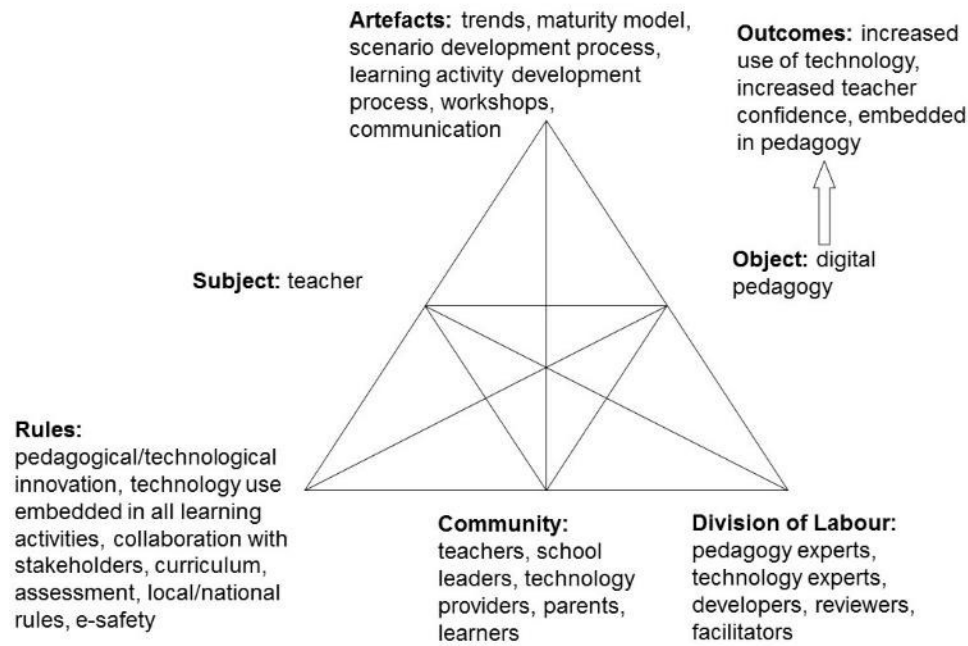 Artefacts: trends, maturity model,
scenario development process,
learning activity development
process, workshops,
communication
Outcomes: increased
use of technology,
increased teacher
confidence, embedded
in pedagogy
Subject: teacher
Object: digital
pedagogy
Rules:
pedagogical/technological
innovation, technology use
embedded in all learning
activities, collaboration with
stakeholders, curriculum,
assessment, local/national
rules, e-safety
Community:
teachers, school
leaders, technology
providers, parents,
learners
Division of Labour:
pedagogy experts,
technology experts,
developers, reviewers,
facilitators